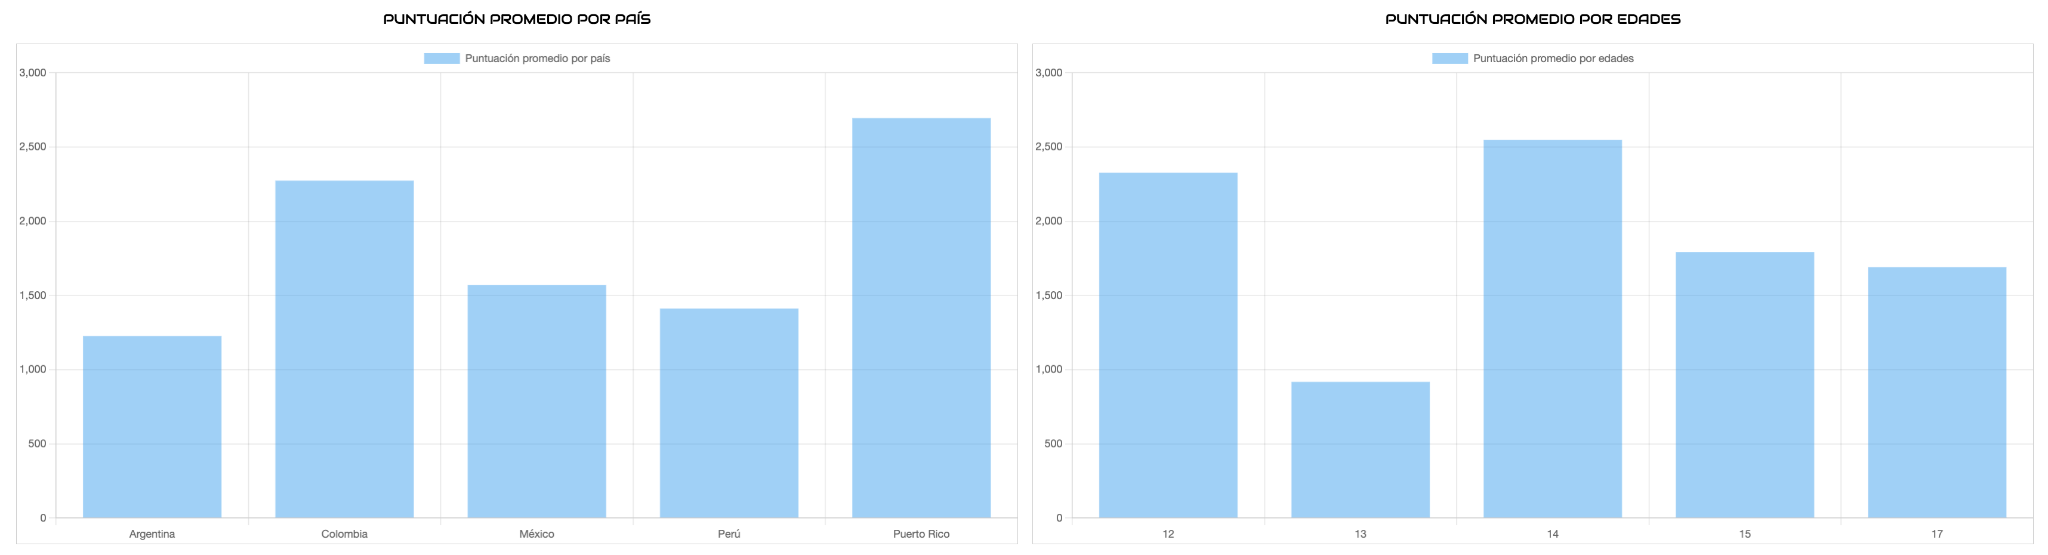 PUNTUACIÓN PROMEDIO POR PAÍS
Puntuación promedio por país
3,000
2,500
2,000
1,500
1,000
500
0
Argentina
Colombia
México
Perú
Puerto Rico
PUNTUACIÓN PROMEDIO POR EDADES
Puntuación promedio por edades
3,000
2,500
2,000
1,500
1,000
500
0
12
13
14
15
17